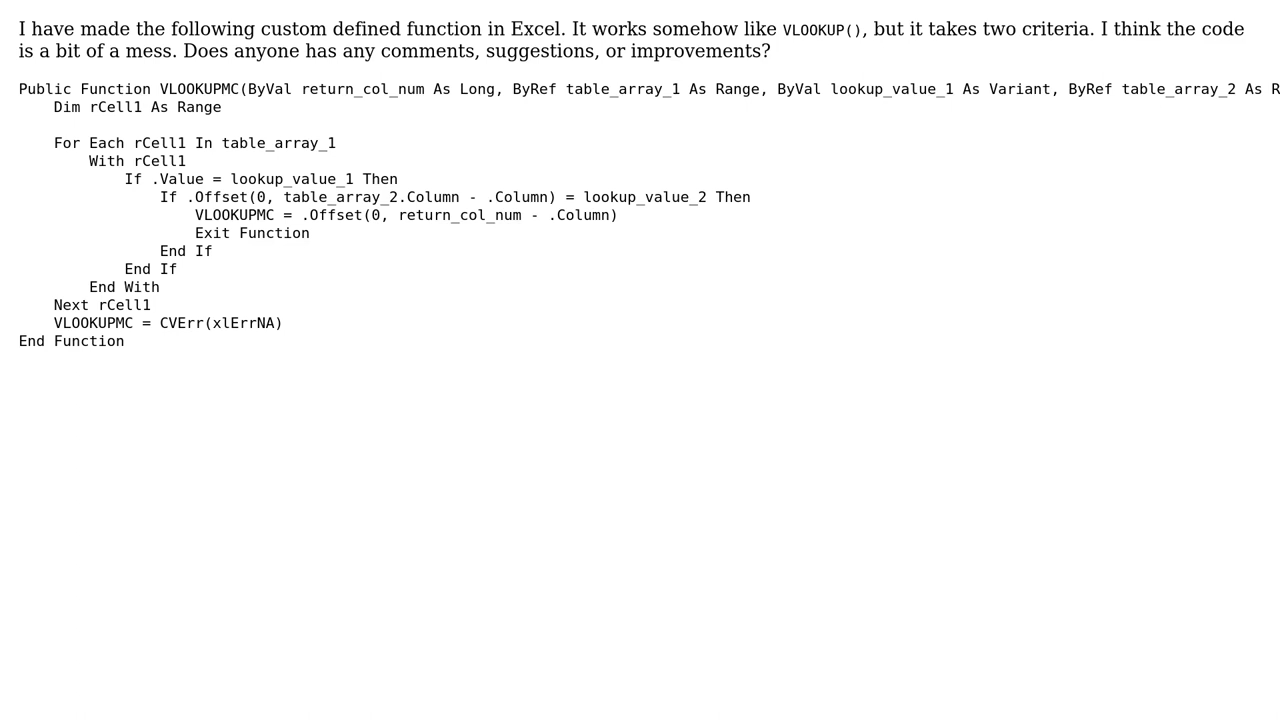 I have made the following custom defined function in Excel. It works somehow like VLOOKUP(), but it takes two criteria. I think the code
is a bit of a mess. Does anyone has any comments, suggestions, or improvements?
Public Function VLOOKUPMC(ByVal return_col_num As Long, ByRef table_array_1 As Range, ByVal lookup_value_1 As Variant, ByRef table_array_2 As R
    Dim rCell1 As Range
    For Each rCell1 In table_array_1
        With rCell1
            If .Value = lookup_value_1 Then
                If .Offset(0, table_array_2.Column - .Column) = lookup_value_2 Then
                    VLOOKUPMC = .Offset(0, return_col_num - .Column)
                    Exit Function
                End If
            End If
        End With
    Next rCell1
    VLOOKUPMC = CVErr(xlErrNA)
End Function